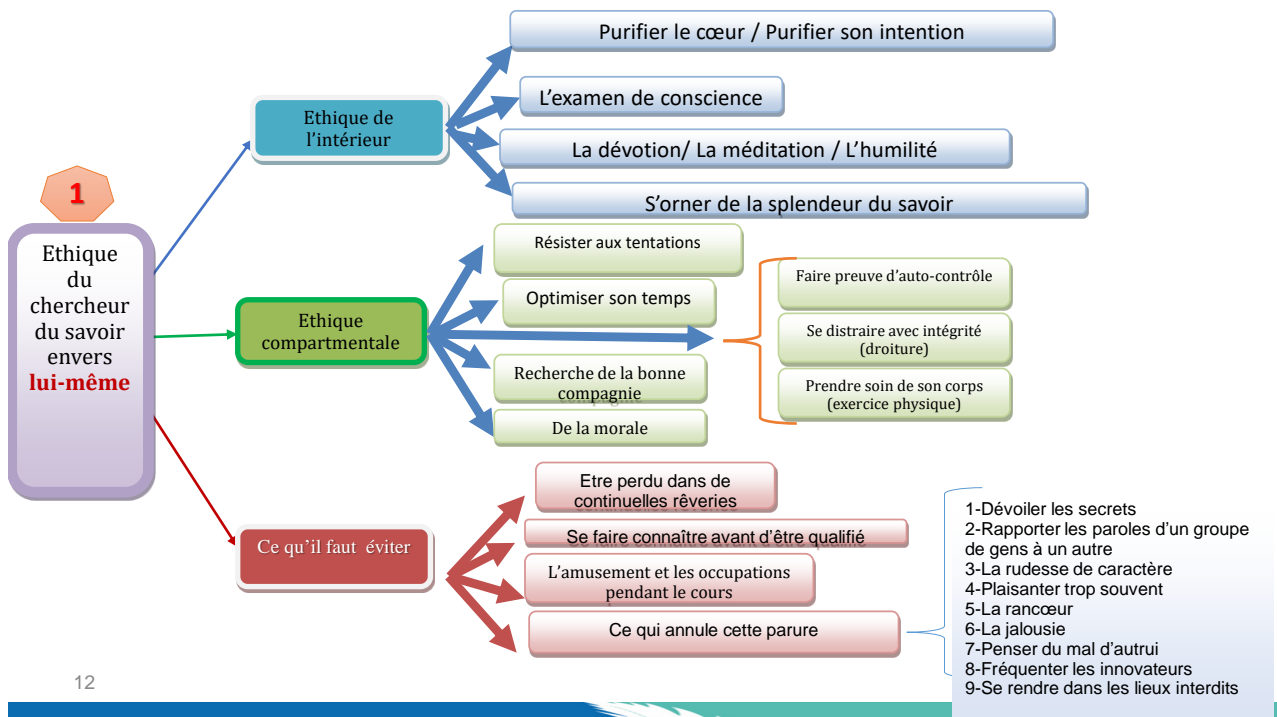 1
Ethique
du
chercheur
du savoir
envers
lui-même
Ethique de
l'intérieur
Purifier le cœur / Purifier son intention
L'examen de conscience
La dévotion/ La méditation / L'humilité
S'orner de la splendeur du savoir
Ethique
compartmentale
Résister aux tentations
Optimiser son temps
Recherche de la bonne
compagnie
De la morale
Faire preuve d'auto-contrôle
Se distraire avec intégrité
(droiture)
Prendre soin de son corps
(exercice physique)
Ce qu'il faut éviter
Etre perdu dans de
continuelles rêveries
Se faire connaître avant d'être qualifié
L'amusement et les occupations
pendant le cours
Ce qui annule cette parure
1-Dévoiler les secrets
2-Rapporter les paroles d'un groupe
de gens à un autre
3-La rudesse de caractère
4-Plaisanter trop souvent
5-La rancœur
6-La jalousie
7-Penser du mal d'autrui
8-Fréquenter les innovateurs
9-Se rendre dans les lieux interdits
12